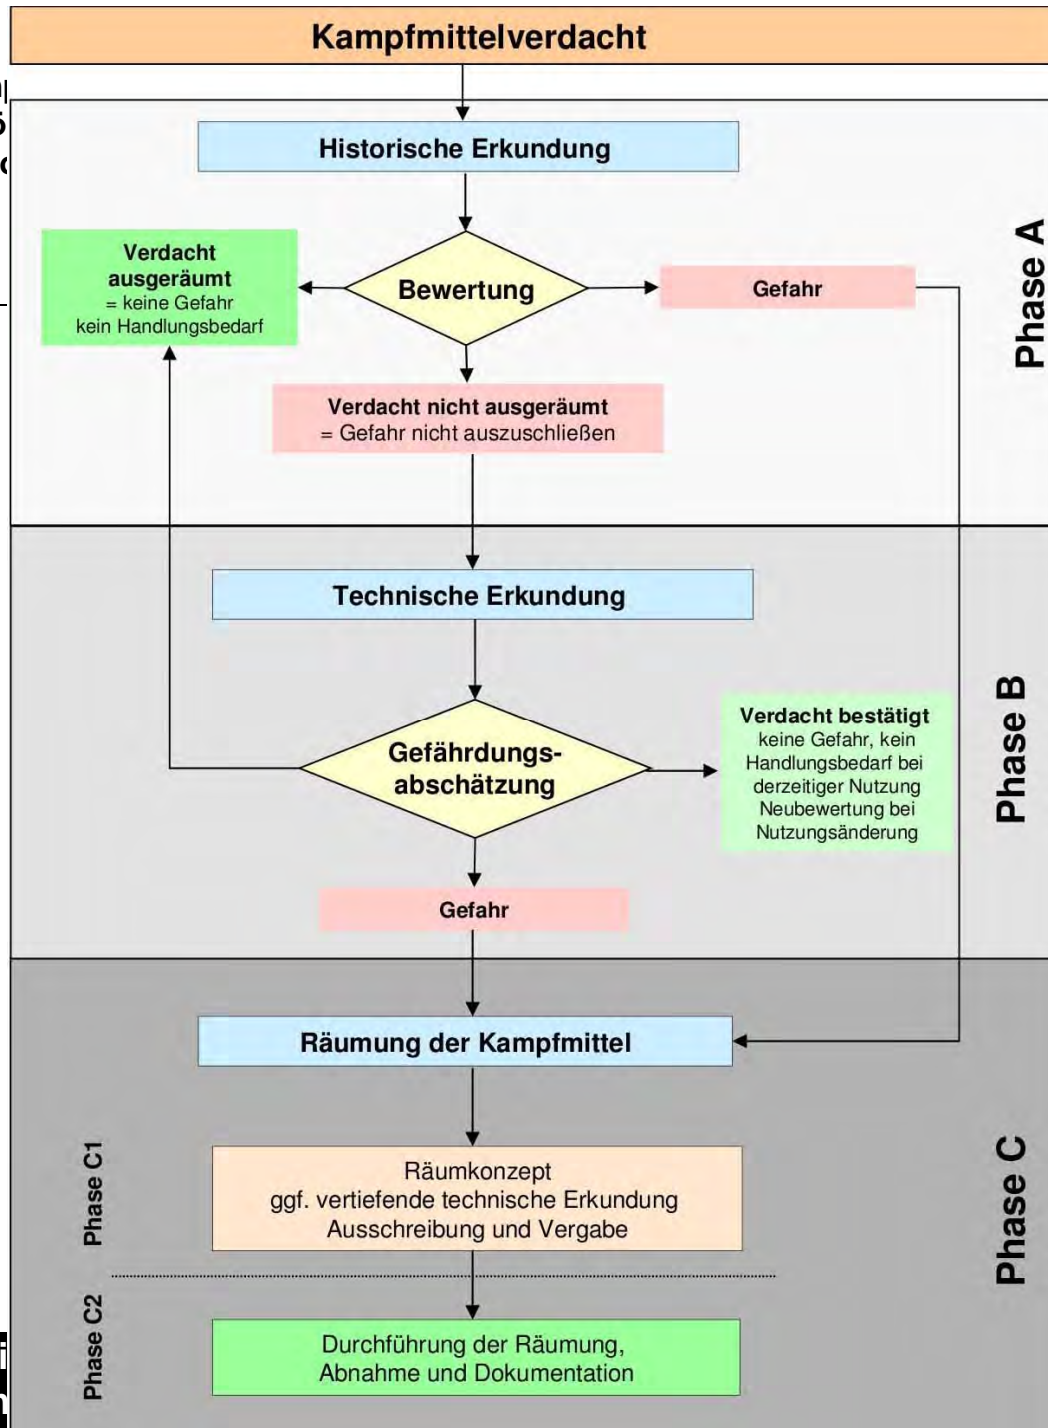 Kampfmittelverdacht
Historische Erkundung
Phase A
Verdacht
ausgeräumt
= keine Gefahr
kein Handlungsbedarf
Bewertung
Gefahr
Verdacht nicht ausgeräumt
= Gefahr nicht auszuschließen
Technische Erkundung
Phase B
Gefährdungs-
abschätzung
Verdacht bestätigt
keine Gefahr, kein
Handlungsbedarf bei
derzeitiger Nutzung
Neubewertung bei
Nutzungsänderung
Gefahr
Räumung der Kampfmittel
Phase C
Phase C1
Räumkonzept
ggf. vertiefende technische Erkundung
Ausschreibung und Vergabe
Phase C2
Durchführung der Räumung,
Abnahme und Dokumentation